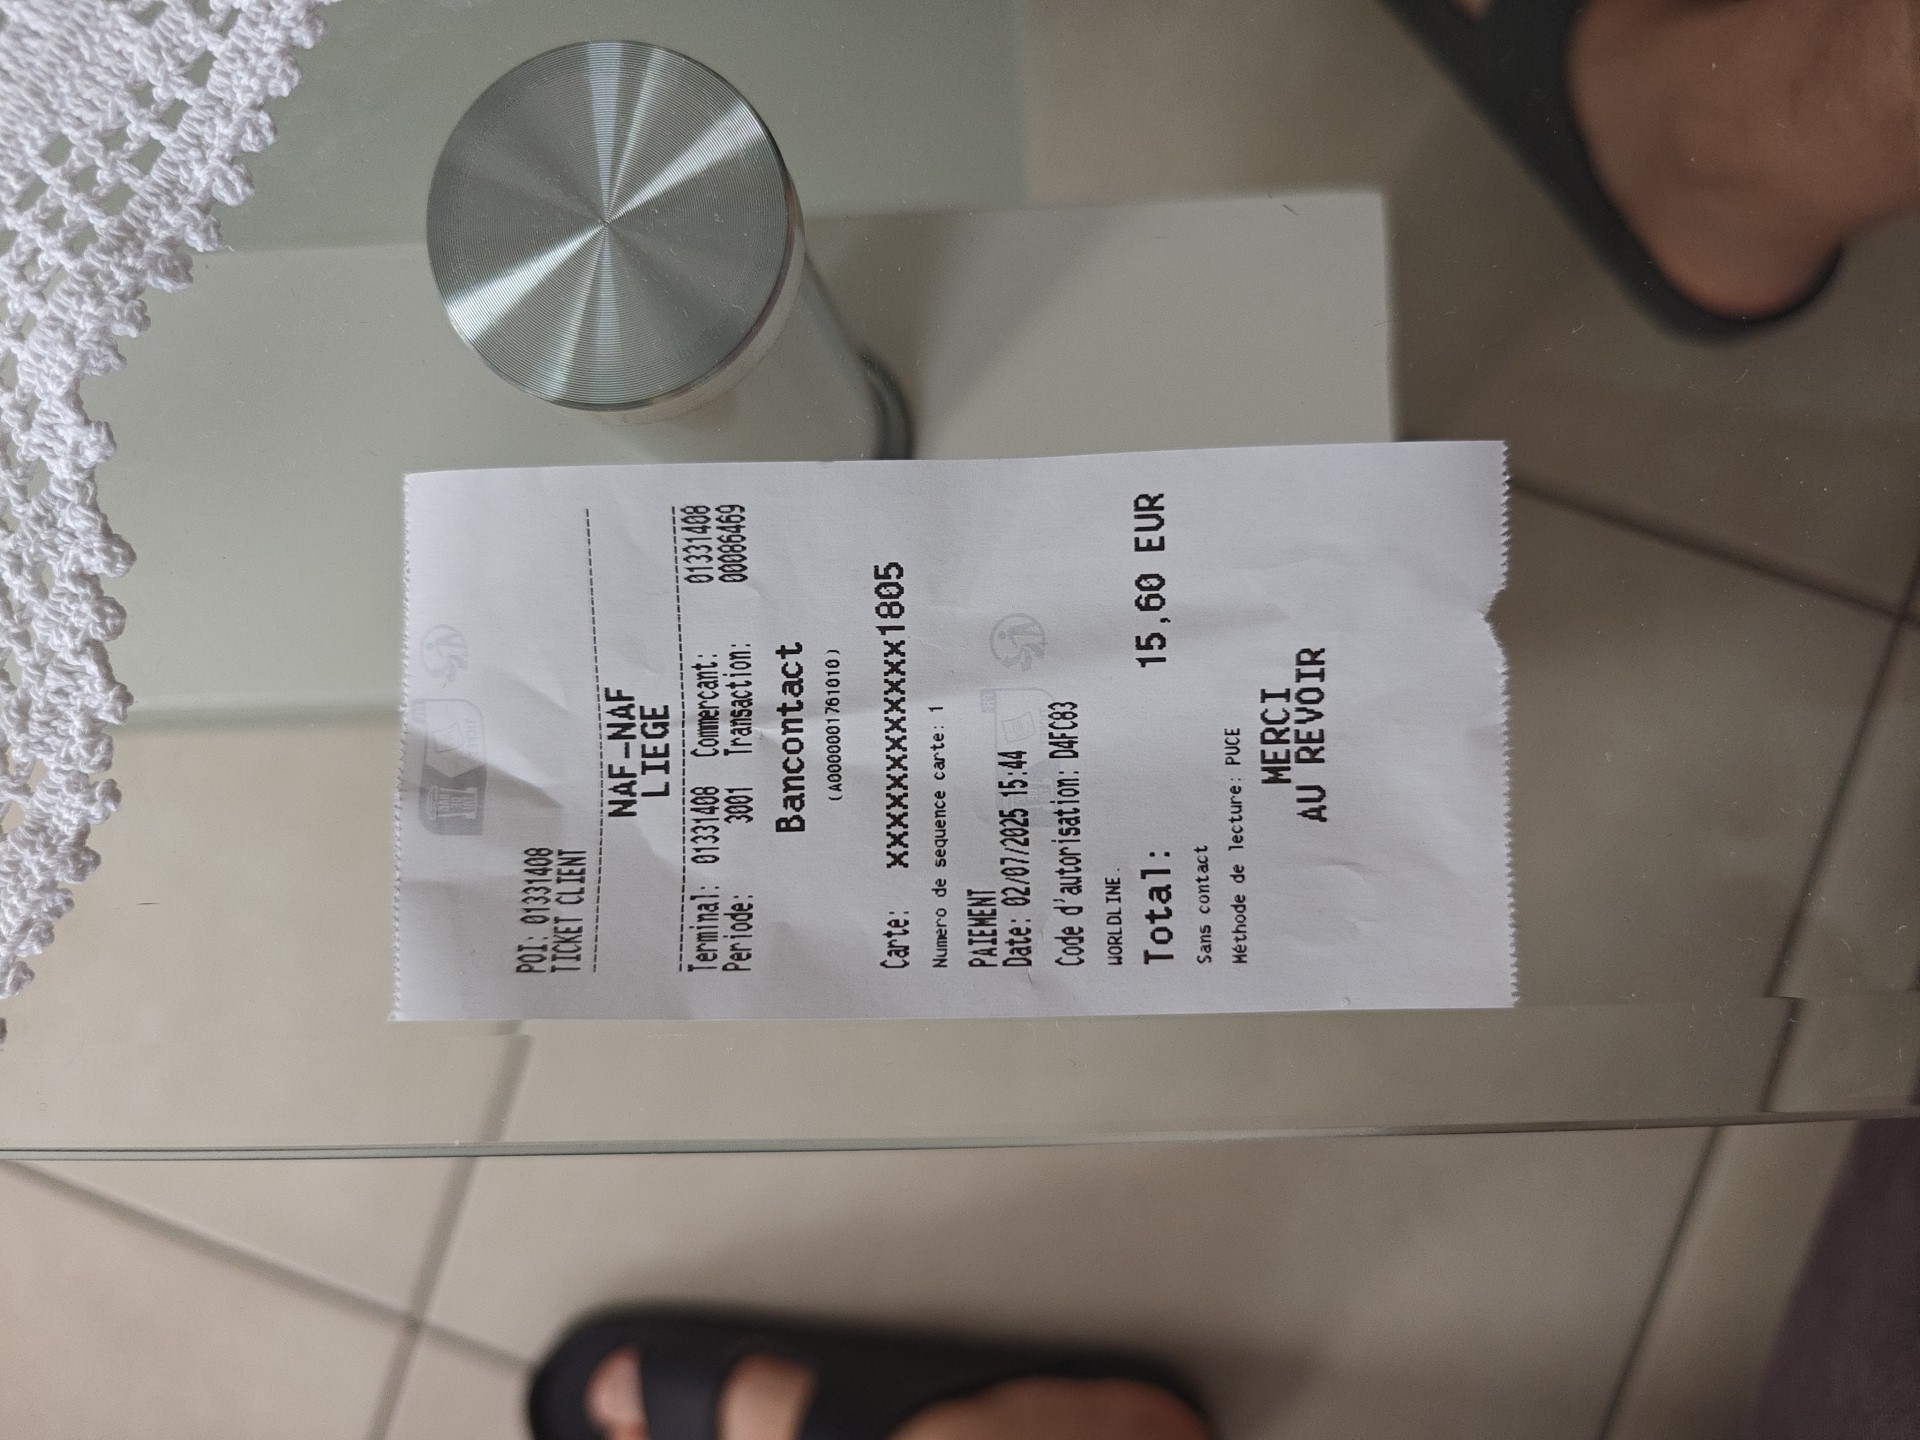 POI: 01331408
TICKET CLIENT
NAF-NAF
LIEGE
Terminal: 01331408 Commercant: 01331408
Periode: 3001 Transaction: 00086469
Bancontact
(A0000001761010)
Carte: xxxxxxxxxxxxx1805
Numero de sequence carte: 1
PAIEMENT
Date: 02/07/2025 15:44
Code d'autorisation: D4FC83
WORLDLINE.
Total: 15,60 EUR
Sans contact
Méthode de lecture: PUCE
MERCI
AU REVOIR